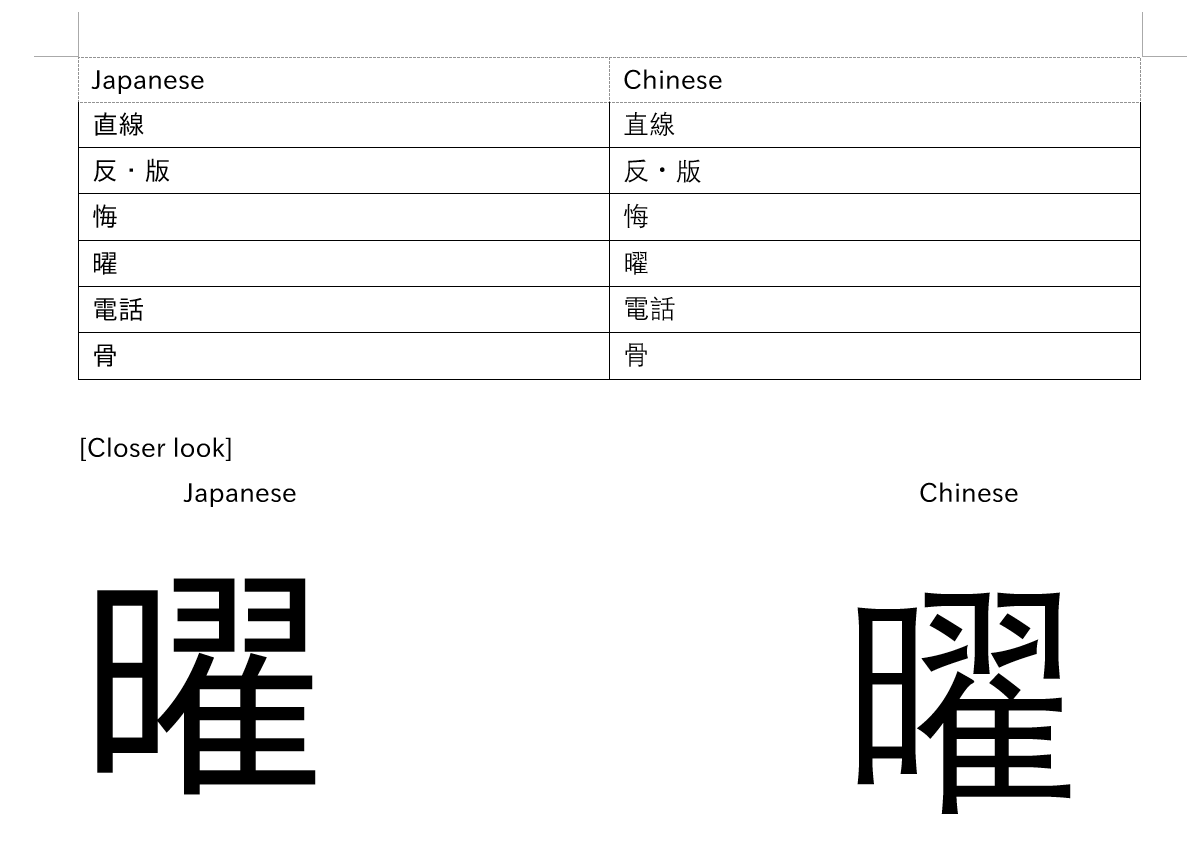 Japanese Chinese
直線 直線
反・版 反・版
悔 悔
曜 曜
電話 電話
骨 骨
[Closer look]
Japanese Chinese
曜 曜